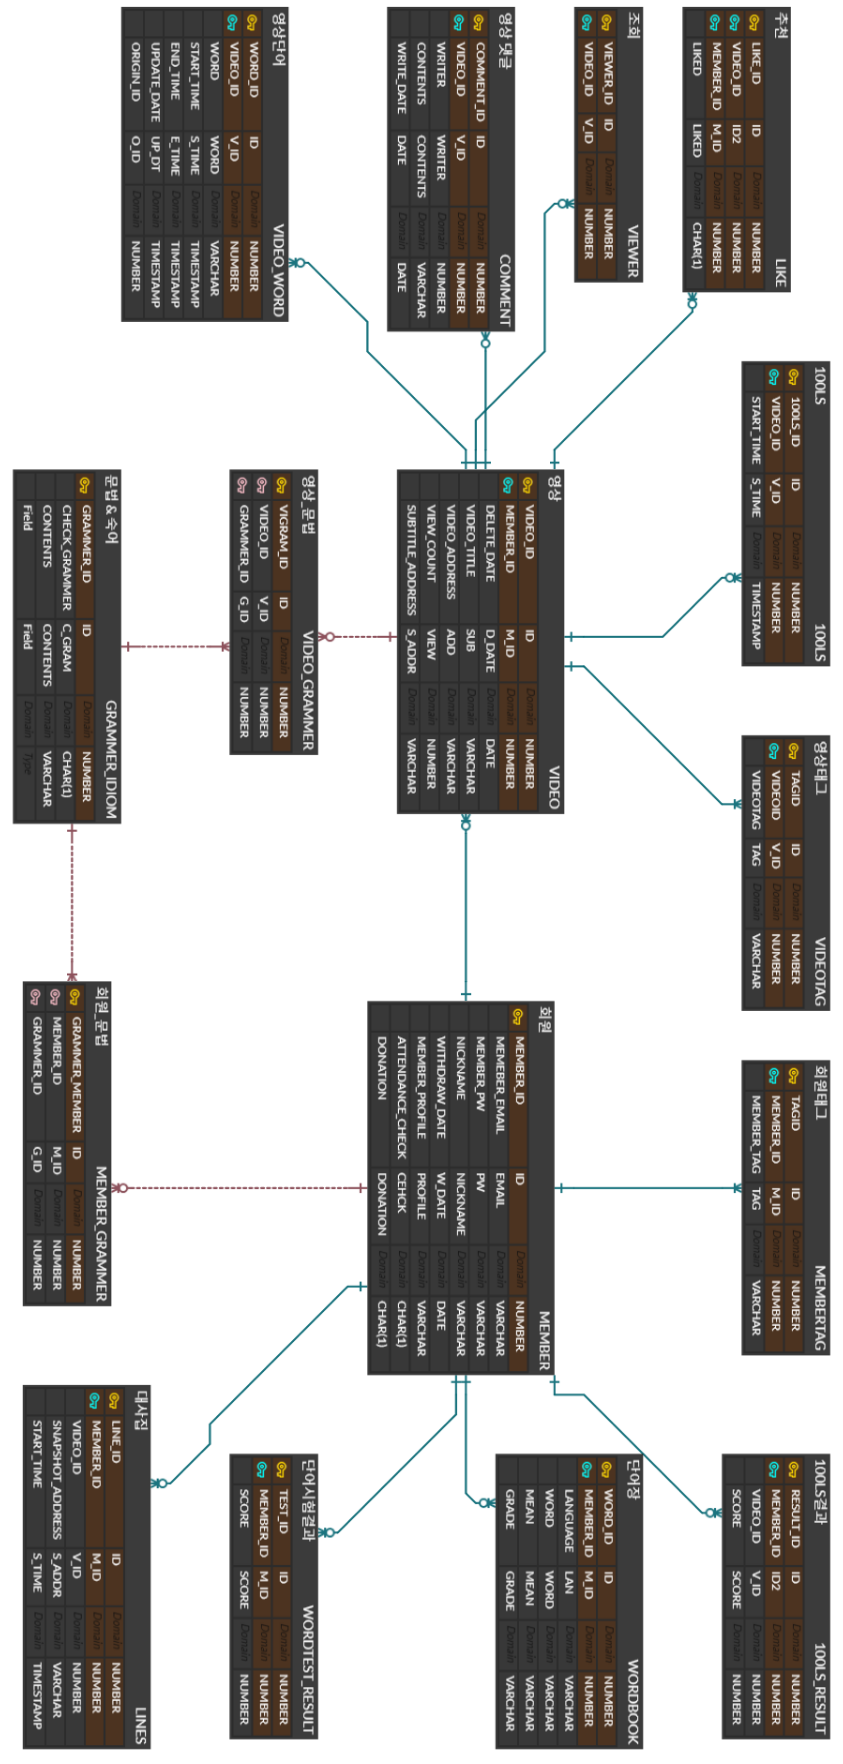 추천 LIKE
LIKE_ID ID Domain NUMBER
VIDEO_ID ID2 Domain NUMBER
MEMBER_ID M_ID Domain NUMBER
LIKED LIKED Domain CHAR(1)
조회 VIEWER
VIEWER_ID ID Domain NUMBER
VIDEO_ID V_ID Domain NUMBER
영상 댓글 COMMENT
COMMENT_ID ID Domain NUMBER
VIDEO_ID V_ID Domain NUMBER
WRITER WRITER Domain NUMBER
CONTENTS CONTENTS Domain VARCHAR
WRITE_DATE DATE Domain DATE
영상단어 VIDEO_WORD
WORD_ID ID Domain NUMBER
VIDEO_ID V_ID Domain NUMBER
WORD WORD Domain VARCHAR
START_TIME S_TIME Domain TIMESTAMP
END_TIME E_TIME Domain TIMESTAMP
UPDATE_DATE UP_DT Domain TIMESTAMP
ORIGIN_ID O_ID Domain NUMBER
100LS 100LS
100LS_ID ID Domain NUMBER
VIDEO_ID V_ID Domain NUMBER
START_TIME S_TIME Domain TIMESTAMP
영상 VIDEO
VIDEO_ID ID Domain NUMBER
MEMBER_ID M_ID Domain NUMBER
DELETE_DATE D_DATE Domain DATE
VIDEO_TITLE SUB Domain VARCHAR
VIDEO_ADDRESS ADD Domain VARCHAR
VIEW_COUNT VIEW Domain NUMBER
SUBTITLE_ADDRESS S_ADDR Domain VARCHAR
영상_문법 VIDEO_GRAMMER
VIGRAM_ID ID Domain NUMBER
VIDEO_ID V_ID Domain NUMBER
GRAMMER_ID G_ID Domain NUMBER
문법 & 숙어 GRAMMER_IDIOM
GRAMMER_ID ID Domain NUMBER
CHECK_GRAMMER C_GRAM Domain CHAR(1)
CONTENTS CONTENTS Domain VARCHAR
Field Field Domain Type
영상태그 VIDEOTAG
TAGID ID Domain NUMBER
VIDEOID V_ID Domain NUMBER
VIDEOTAG TAG Domain VARCHAR
회원태그 MEMBERTAG
TAGID ID Domain NUMBER
MEMBER_ID M_ID Domain NUMBER
MEMBER_TAG TAG Domain VARCHAR
회원 MEMBER
MEMBER_ID ID Domain NUMBER
MEMEBER_EMAIL EMAIL Domain VARCHAR
MEMBER_PW PW Domain VARCHAR
NICKNAME NICKNAME Domain VARCHAR
WITHDRAW_DATE W_DATE Domain DATE
MEMBER_PROFILE PROFILE Domain VARCHAR
ATTENDANCE_CHECK CEHCK Domain CHAR(1)
DONATION DONATION Domain CHAR(1)
회원_문법 MEMBER_GRAMMER
GRAMMER_MEMBER ID Domain NUMBER
MEMBER_ID M_ID Domain NUMBER
GRAMMER_ID G_ID Domain NUMBER
100LS결과 100LS_RESULT
RESULT_ID ID Domain NUMBER
MEMBER_ID ID2 Domain NUMBER
VIDEO_ID V_ID Domain NUMBER
SCORE SCORE Domain NUMBER
단어장 WORDBOOK
WORD_ID ID Domain NUMBER
MEMBER_ID M_ID Domain NUMBER
LANGUAGE LAN Domain VARCHAR
WORD WORD Domain VARCHAR
MEAN MEAN Domain VARCHAR
GRADE GRADE Domain VARCHAR
단어시험결과 WORDTEST_RESULT
TEST_ID ID Domain NUMBER
MEMBER_ID M_ID Domain NUMBER
SCORE SCORE Domain NUMBER
대사집 LINES
LINE_ID ID Domain NUMBER
MEMBER_ID M_ID Domain NUMBER
VIDEO_ID V_ID Domain NUMBER
SNAPSHOT_ADDRESS S_ADDR Domain VARCHAR
START_TIME S_TIME Domain TIMESTAMP